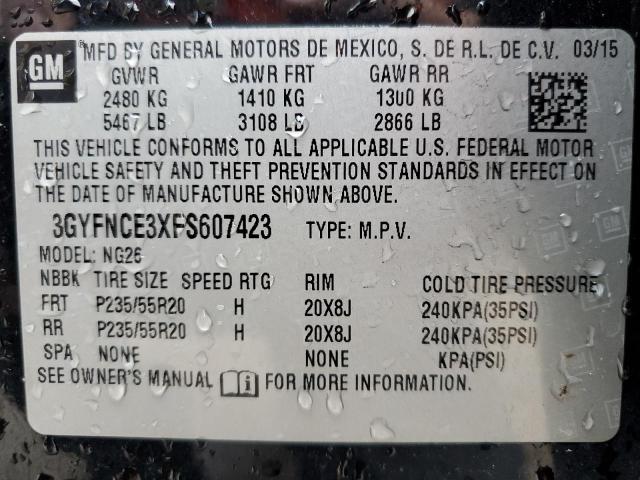 GM
MFD BY GENERAL MOTORS DE MEXICO, S. DE R.L. DE C.V. 03/15
GVWR GAWR FRT GAWR RR
2480 KG 1410 KG 1300 KG
5467 LB 3108 LB 2866 LB
THIS VEHICLE CONFORMS TO ALL APPLICABLE U.S. FEDERAL MOTOR
VEHICLE SAFETY AND THEFT PREVENTION STANDARDS IN EFFECT ON
THE DATE OF MANUFACTURE SHOWN ABOVE.
3GYFNCE3XFS607423 TYPE: M.P.V.
MODEL: NG26
NBBK TIRE SIZE SPEED RTG RIM COLD TIRE PRESSURE
FRT P235/55R20 H 20X8J 240KPA(35PSI)
RR P235/55R20 H 20X8J 240KPA(35PSI)
SPA NONE NONE KPA(PSI)
SEE OWNER'S MANUAL FOR MORE INFORMATION.